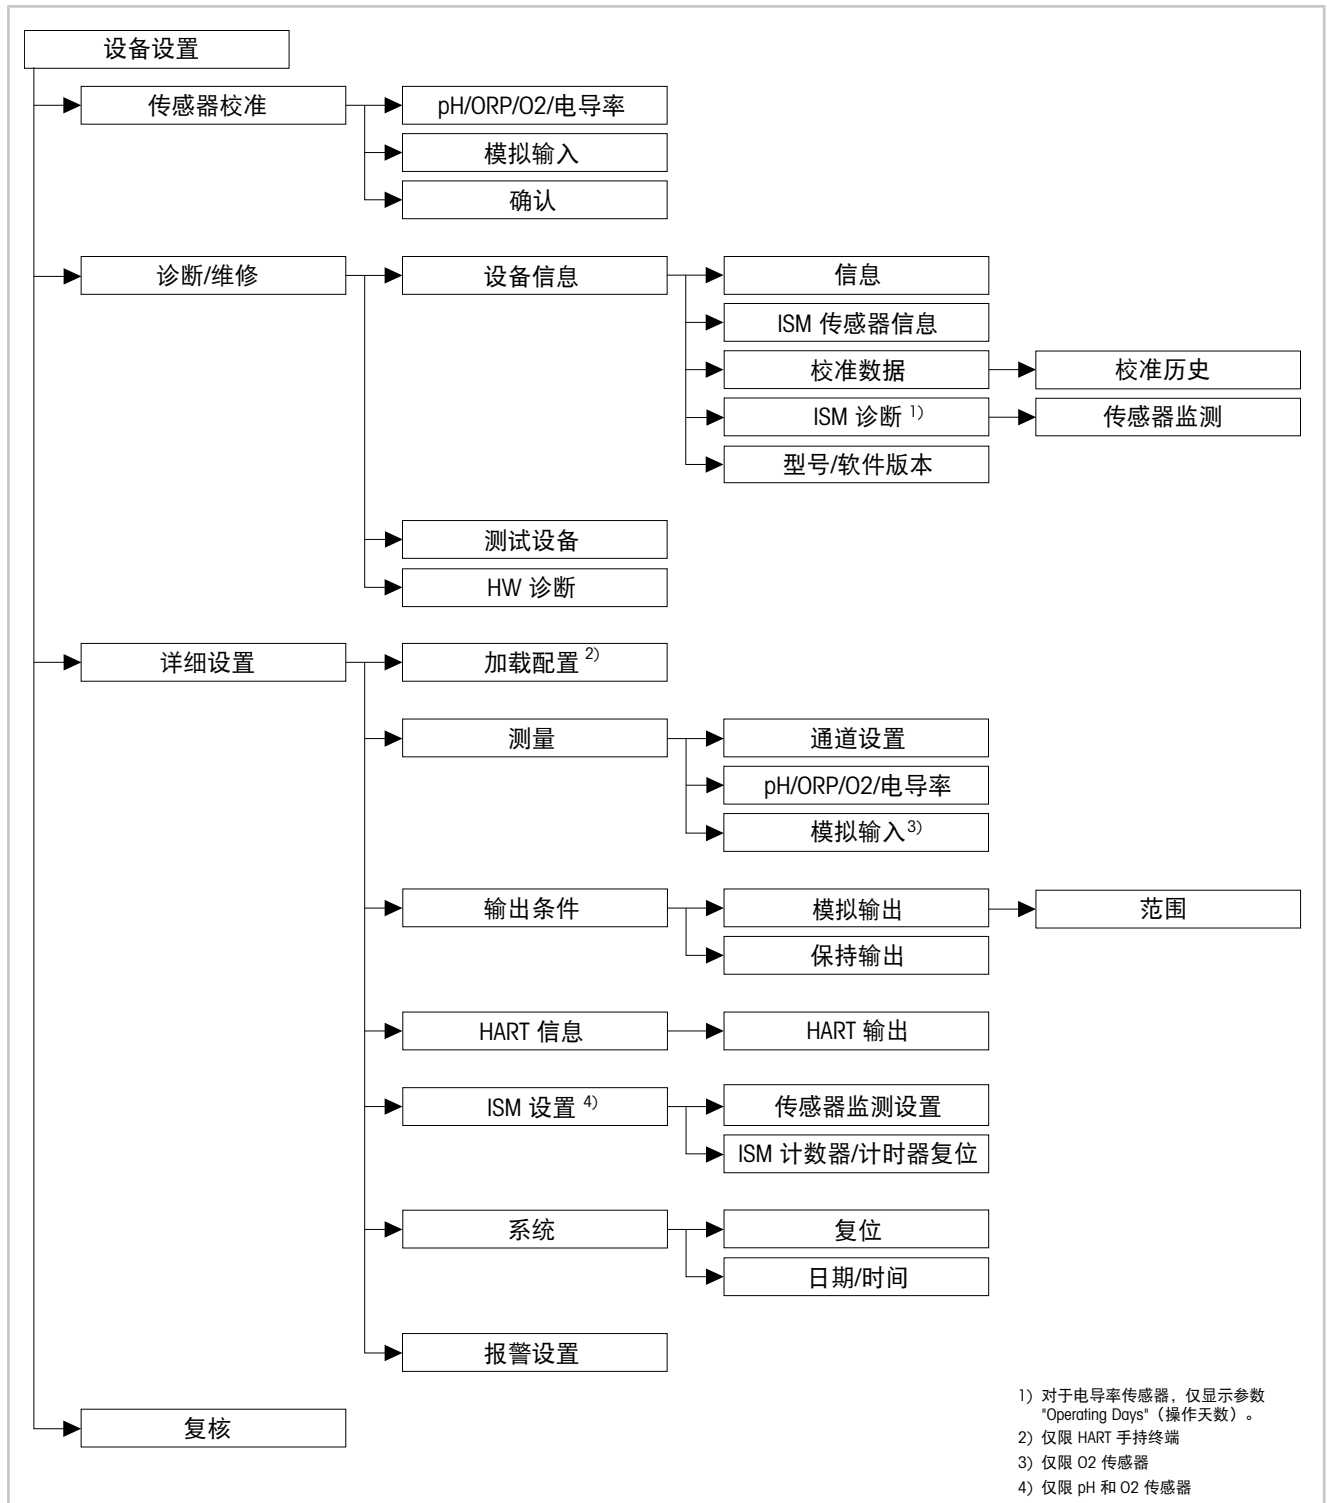 设备设置
传感器校准
pH/ORP/O2/电导率
模拟输入
确认
诊断/维修
设备信息
信息
ISM 传感器信息
校准数据
校准历史
ISM 诊断 1)
传感器监测
型号/软件版本
测试设备
HW 诊断
详细设置
加载配置 2)
测量
通道设置
pH/ORP/O2/电导率
模拟输入3)
输出条件
模拟输出
范围
保持输出
HART 信息
HART 输出
ISM 设置 4)
传感器监测设置
ISM 计数器/计时器复位
系统
复位
日期/时间
报警设置
复核
1) 对于电导率传感器，仅显示参数
"Operating Days"（操作天数）。
2) 仅限 HART 手持终端
3) 仅限 O2 传感器
4) 仅限 pH 和 O2 传感器